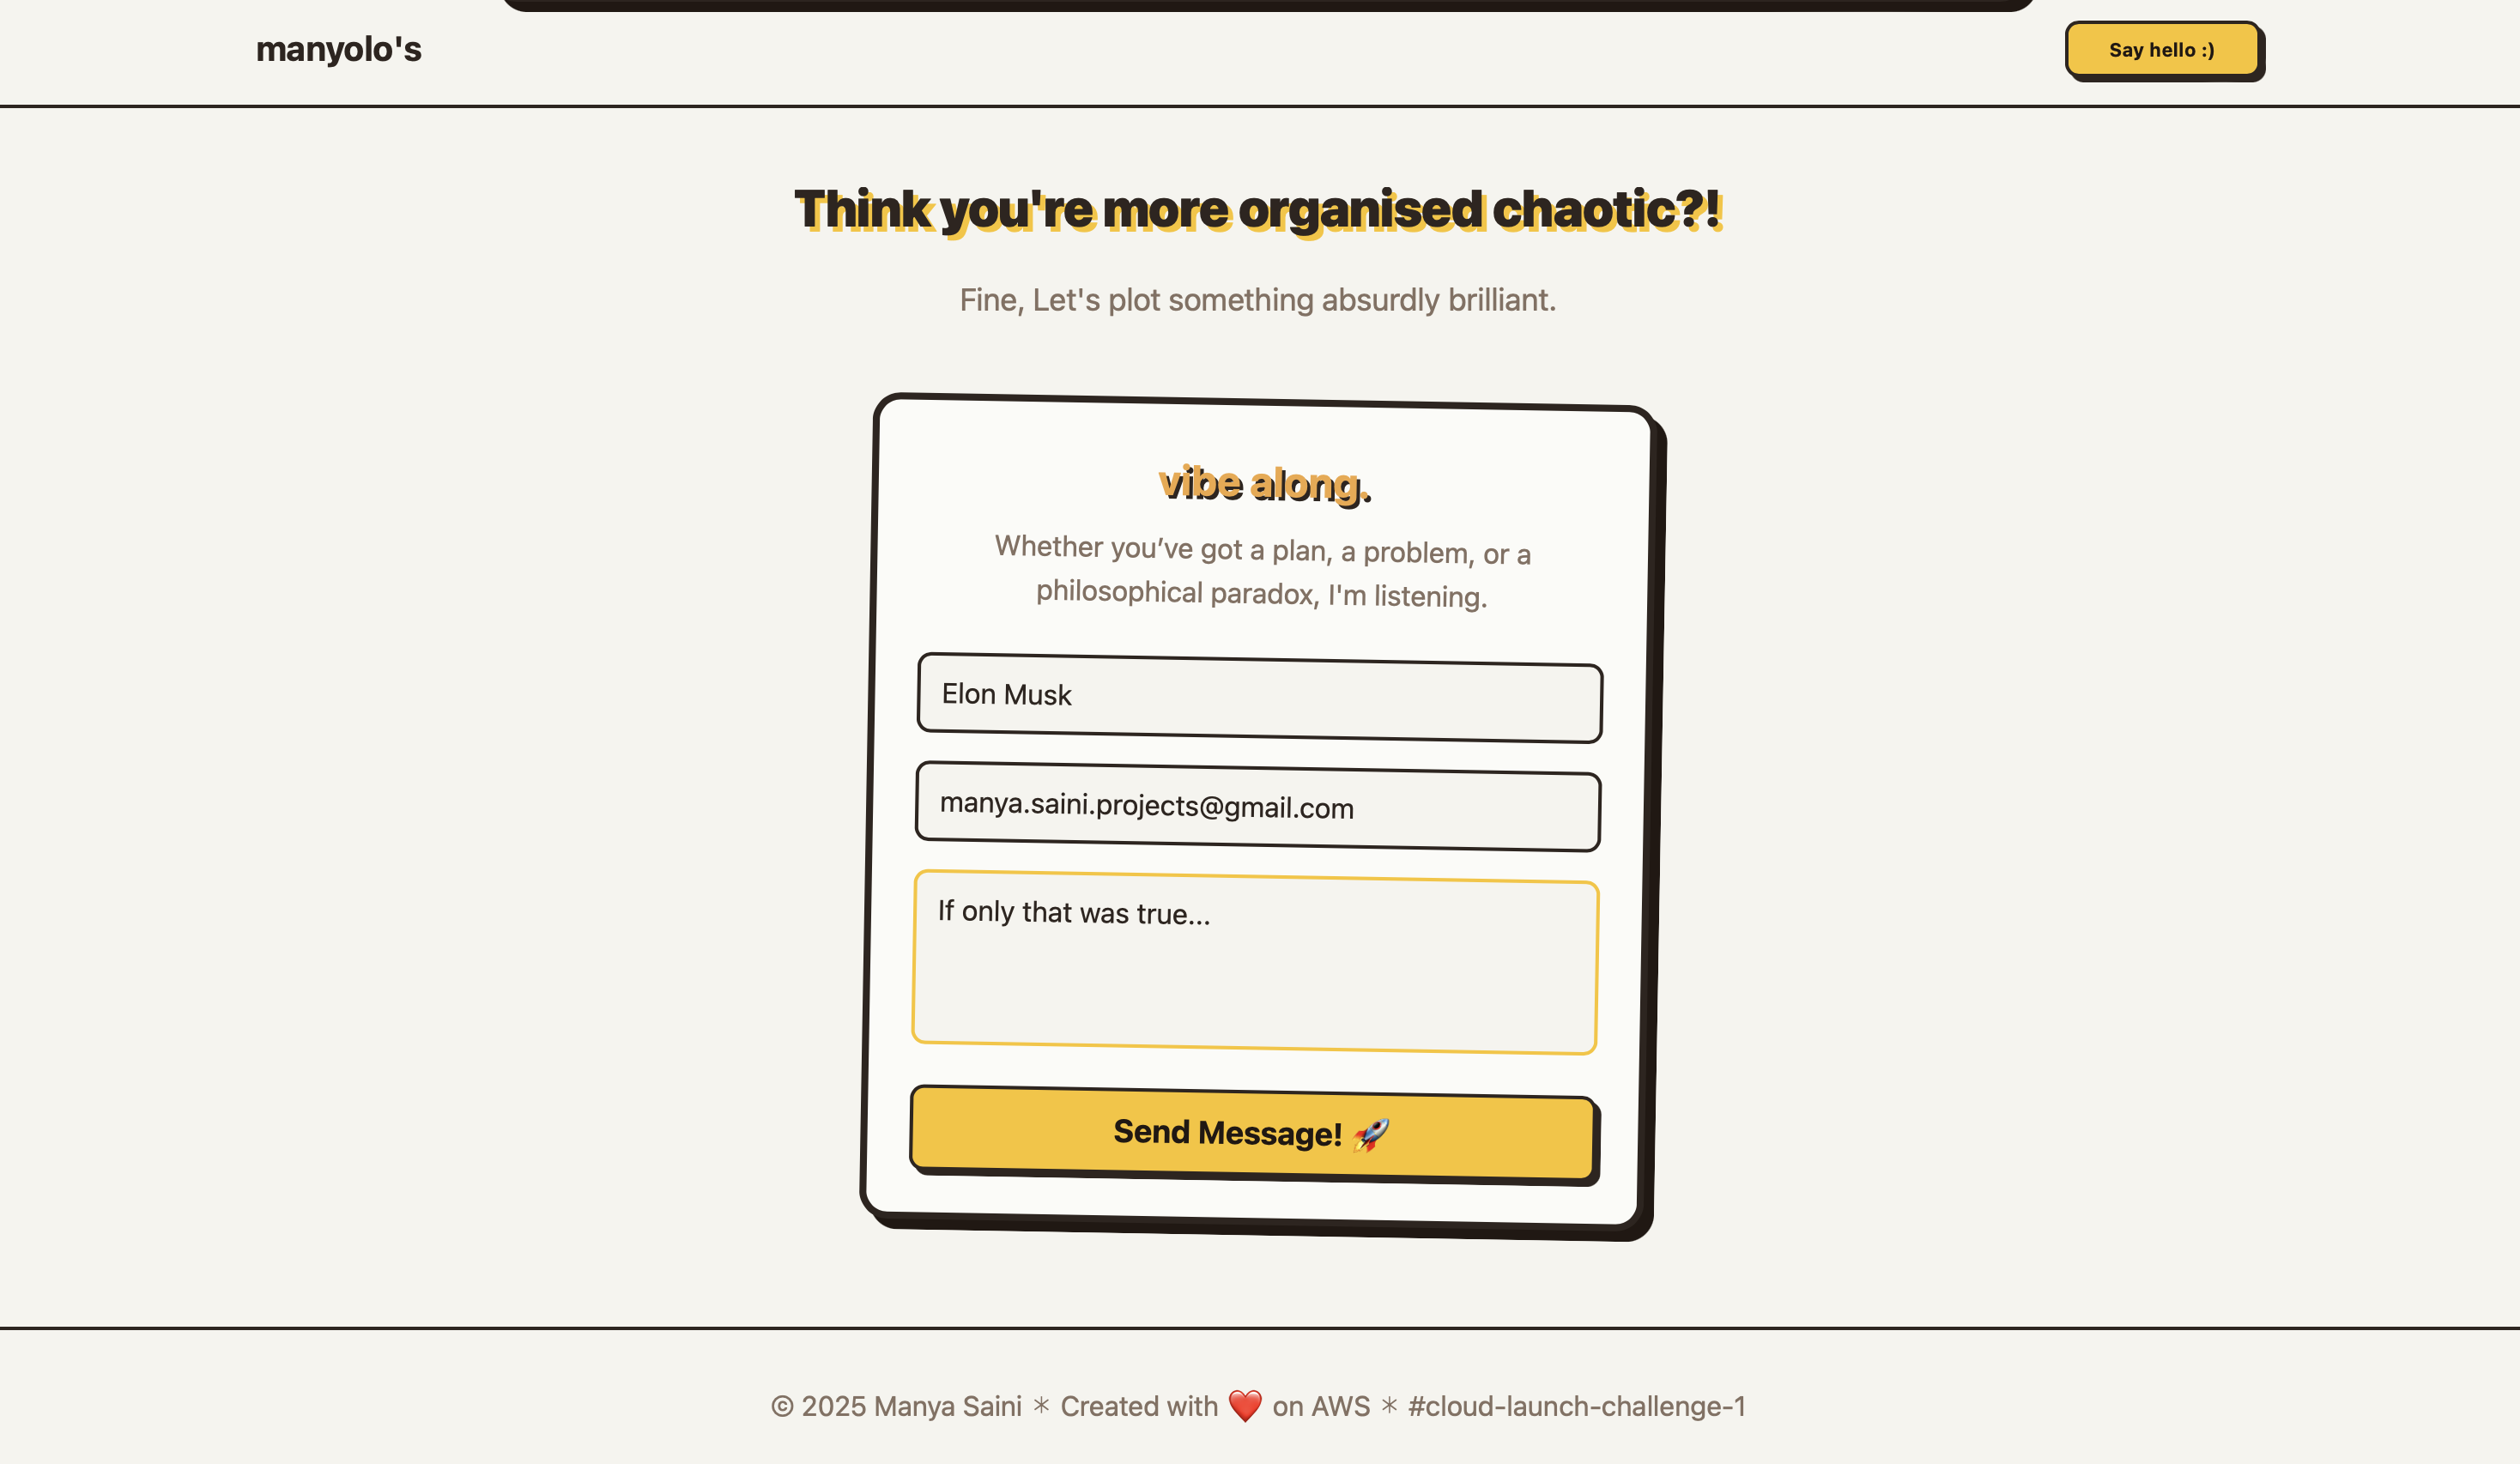 manyolo's
Say hello :)
Think you're more organised chaotic?!
Fine, Let's plot something absurdly brilliant.
vibe along.
Whether you’ve got a plan, a problem, or a
philosophical paradox, I'm listening.
Elon Musk
manya.saini.projects@gmail.com
If only that was true...
Send Message! 🚀
© 2025 Manya Saini ✳ Created with ❤️ on AWS ✳ #cloud-launch-challenge-1